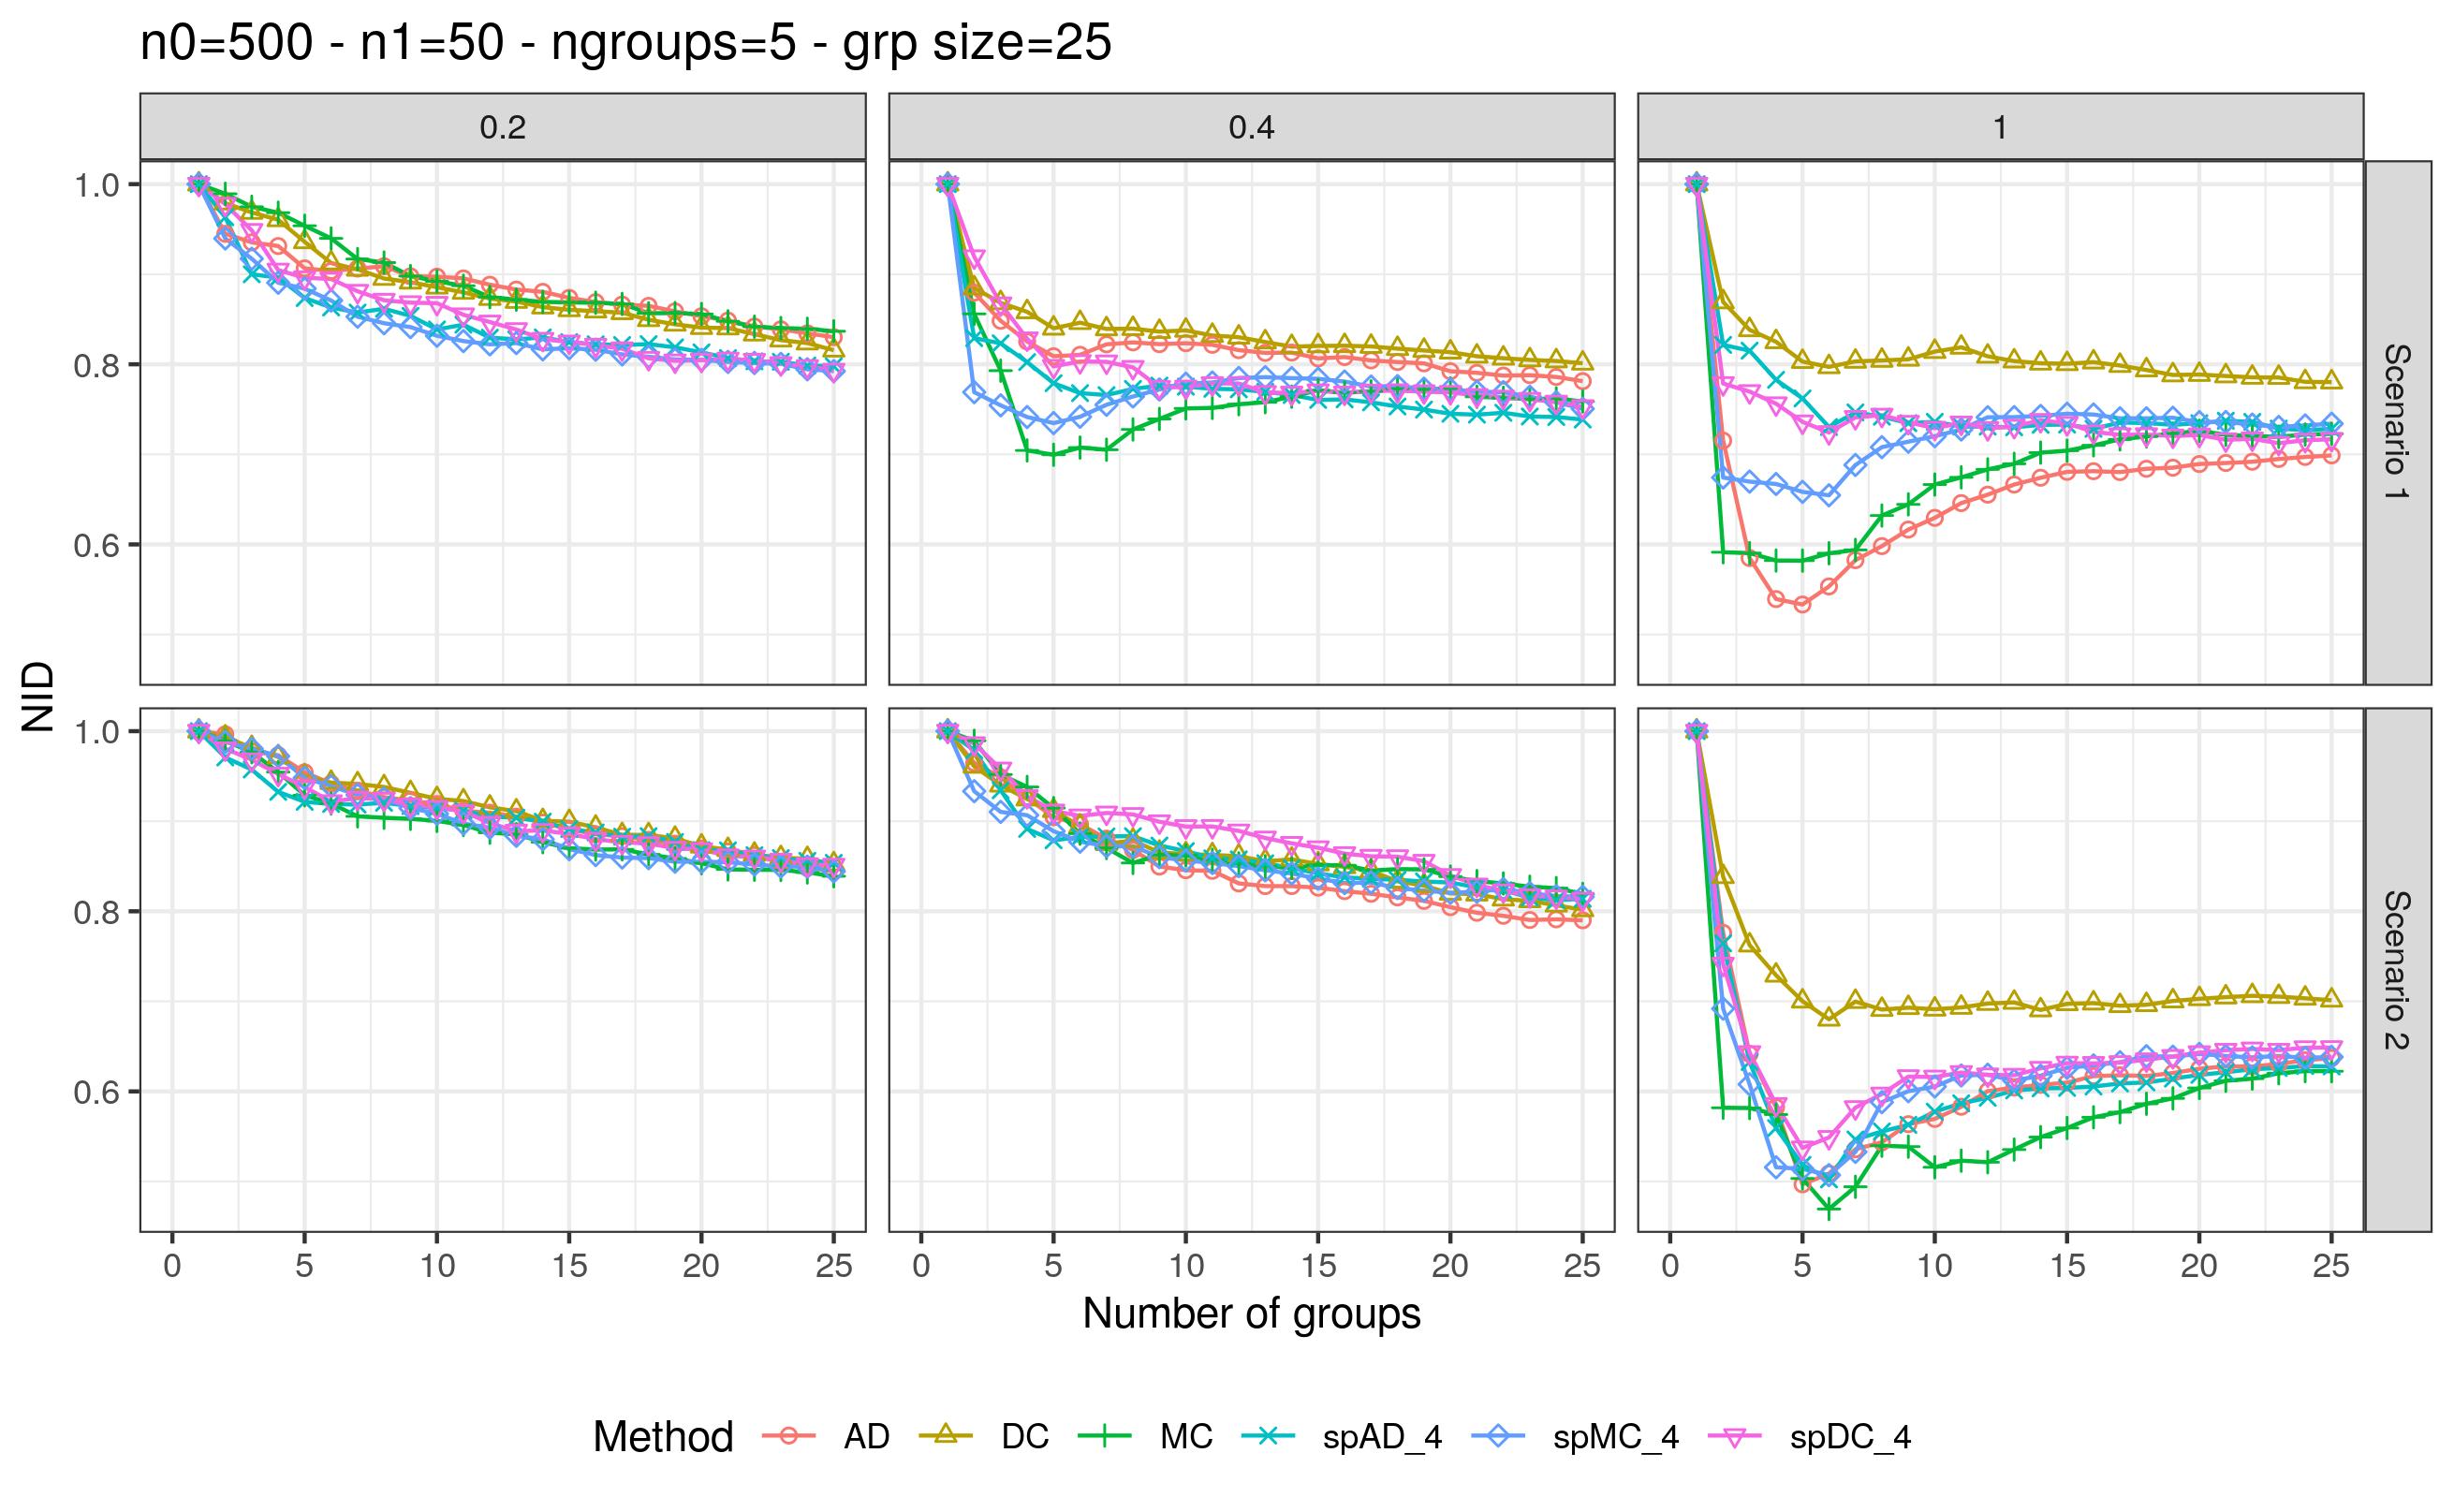 n0=500 - n1=50 - ngroups=5 - grp size=25
0.2 0.4 1
1.0
0.8
0.6
Scenario 1
NID
1.0
0.8
0.6
Scenario 2
0 5 10 15 20 25 0 5 10 15 20 25 0 5 10 15 20 25
Number of groups
Method AD DC MC spAD_4 spMC_4 spDC_4